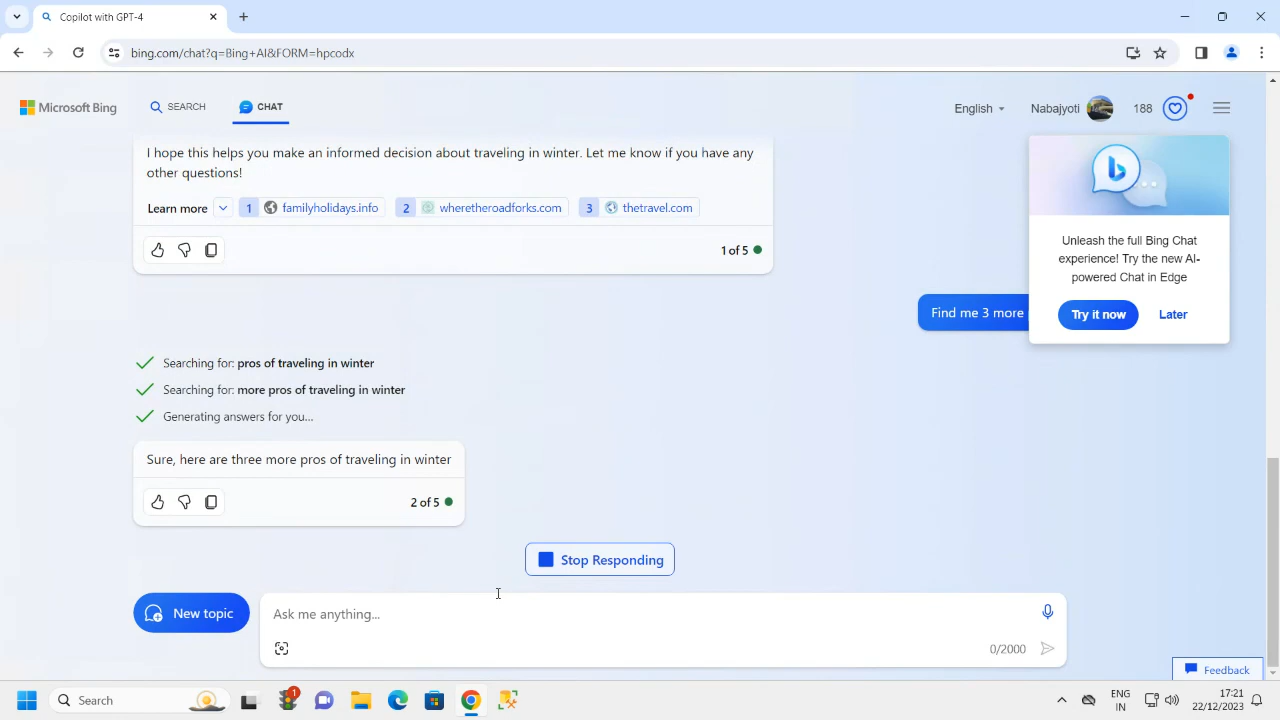 Copilot with GPT-4
bing.com/chat?q=Bing+AI&FORM=hpcodx
Microsoft Bing
SEARCH
CHAT
English
Nabajyoti
188
I hope this helps you make an informed decision about traveling in winter. Let me know if you have any
other questions!
Learn more
1 familyholidays.info
2 wheretheroadforks.com
3 thetravel.com
1 of 5
Unleash the full Bing Chat
experience! Try the new AI-
powered Chat in Edge
Try it now
Later
Find me 3 more
Searching for: pros of traveling in winter
Searching for: more pros of traveling in winter
Generating answers for you...
Sure, here are three more pros of traveling in winter
2 of 5
Stop Responding
New topic
Ask me anything...
0/2000
Feedback
Search
1
ENG
IN
17:21
22/12/2023